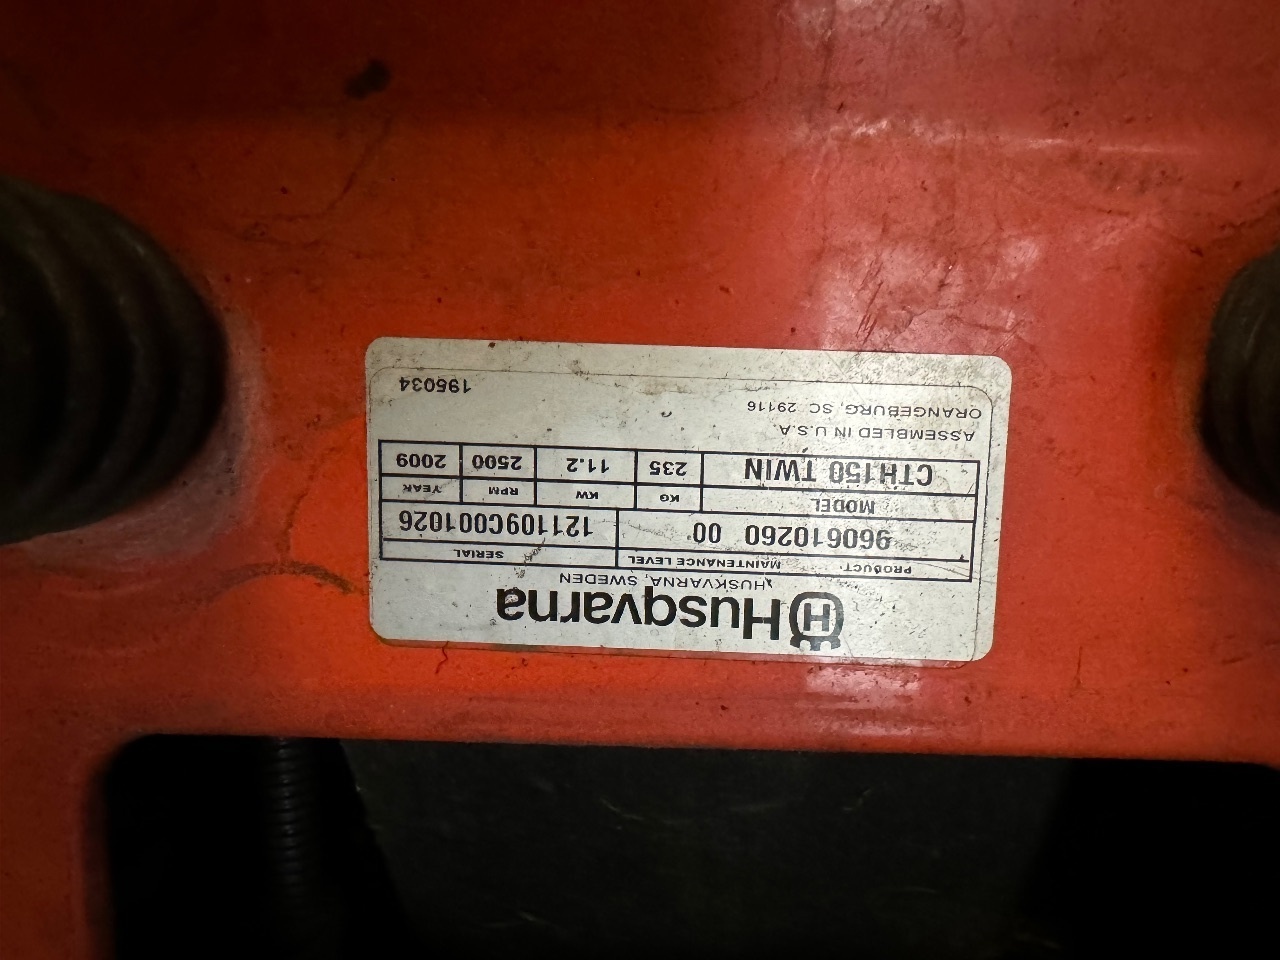 Husqvarna
HUSKVARNA, SWEDEN
PRODUCT: MAINTENANCE LEVEL SERIAL
960610260 00 121109C001026
MODEL KG KW RPM YEAR
CTH150 TWIN 235 11.2 2500 2009
ASSEMBLED IN U.S.A.
ORANGEBURG, SC 29116
195034